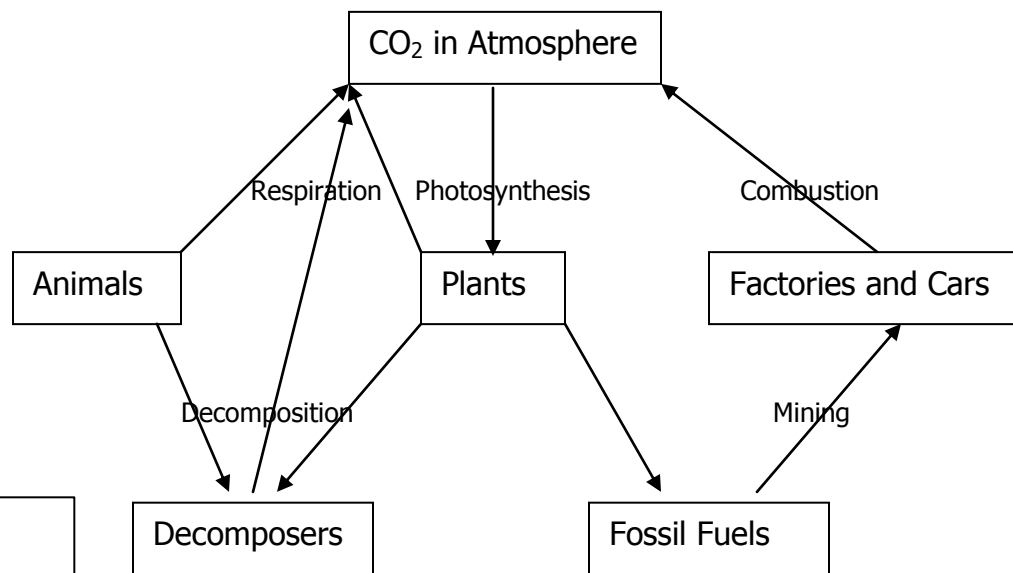 CO₂ in Atmosphere
Respiration
Photosynthesis
Combustion
Animals
Plants
Factories and Cars
Decomposition
Mining
Decomposers
Fossil Fuels